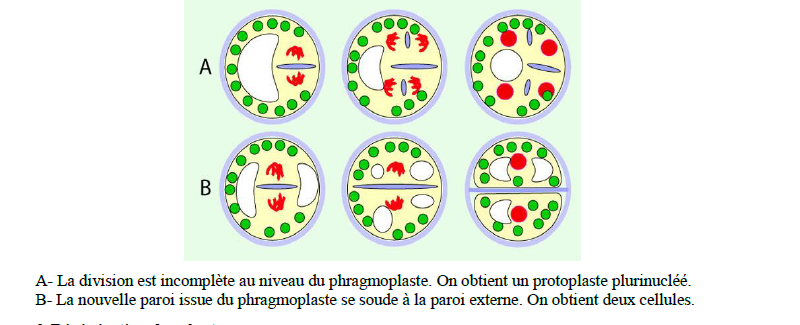 A
B
A- La division est incomplète au niveau du phragmoplaste. On obtient un protoplaste plurinucléé.
B- La nouvelle paroi issue du phragmoplaste se soude à la paroi externe. On obtient deux cellules.